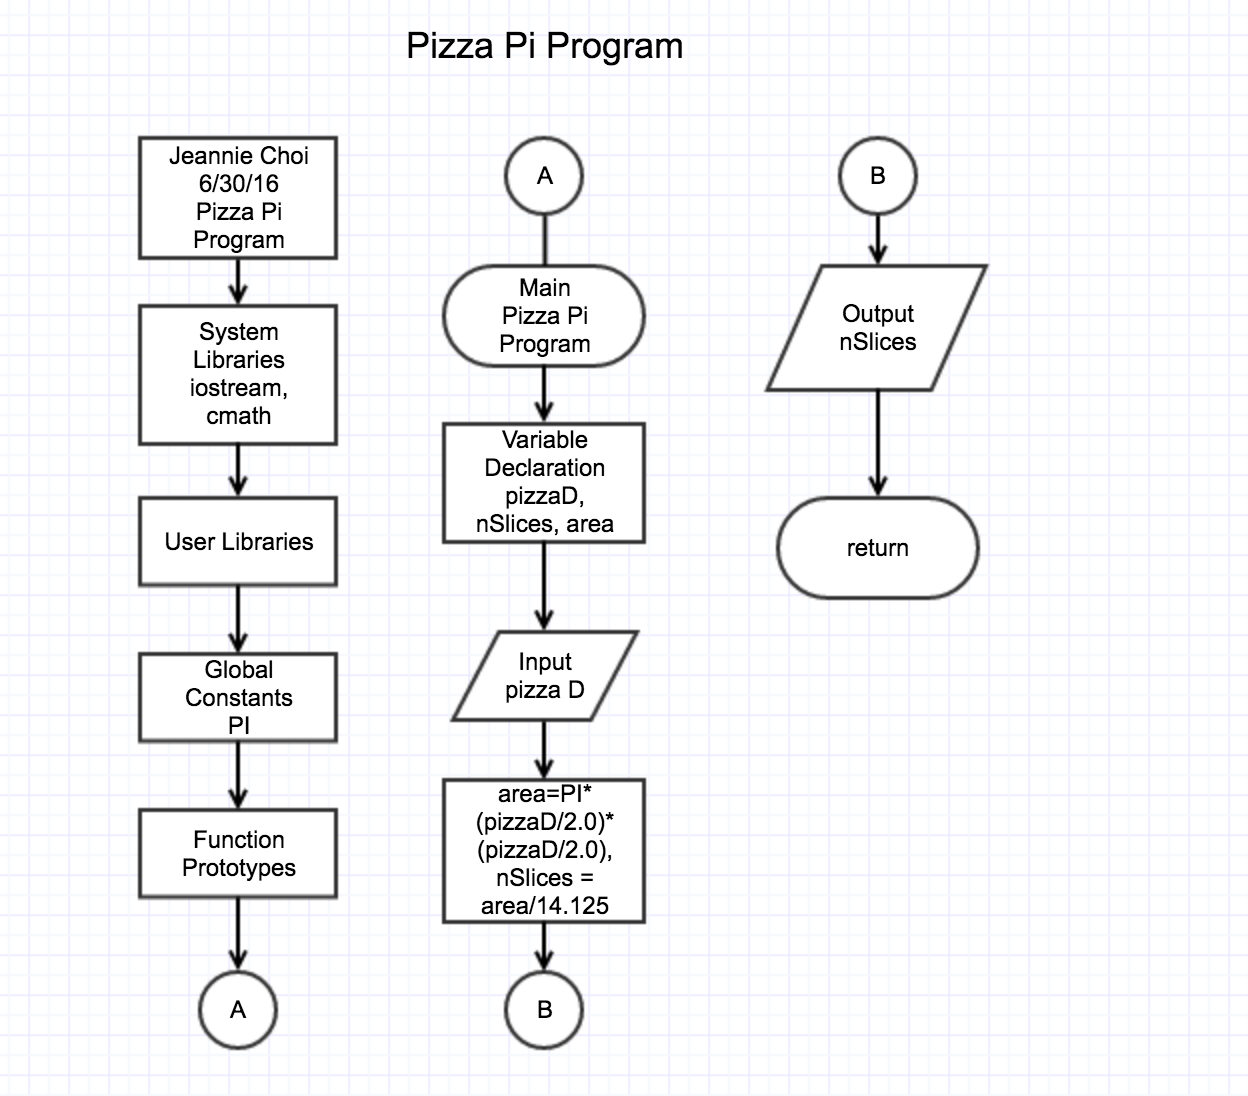 Pizza Pi Program
Jeannie Choi
6/30/16
Pizza Pi
Program
System
Libraries
iostream,
cmath
User Libraries
Global
Constants
PI
Function
Prototypes
A
A
Main
Pizza Pi
Program
Variable
Declaration
pizzaD,
nSlices, area
Input
pizza D
area=PI*
(pizzaD/2.0)*
(pizzaD/2.0),
nSlices =
area/14.125
B
B
Output
nSlices
return